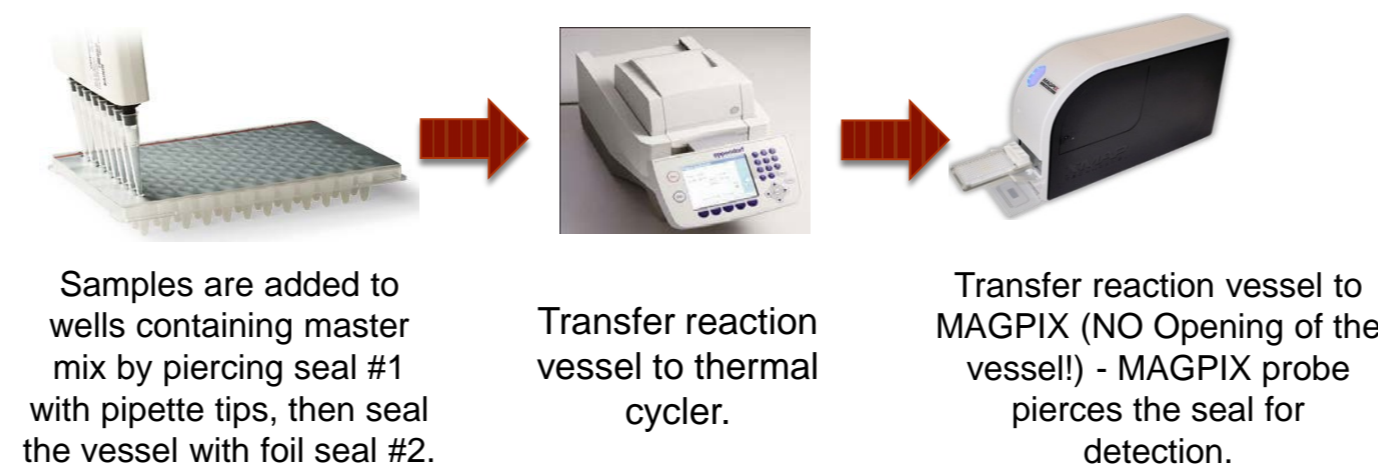 Samples are added to
wells containing master
mix by piercing seal #1
with pipette tips, then seal
the vessel with foil seal #2.
eppendorf
Transfer reaction
vessel to thermal
cycler.
Transfer reaction vessel to
MAGPIX (NO Opening of the
vessel!) - MAGPIX probe
pierces the seal for
detection.